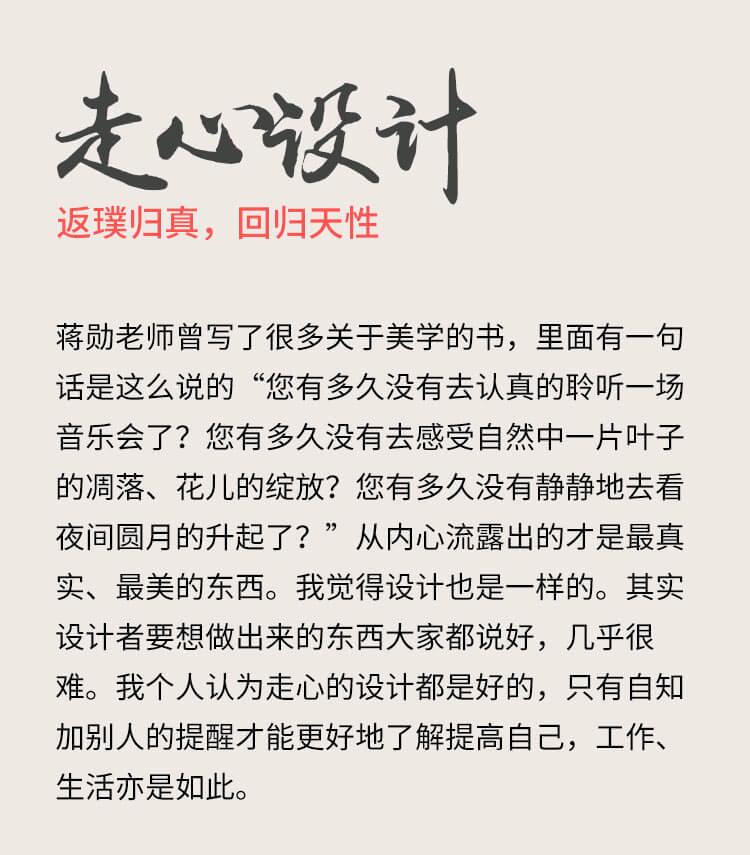 走心设计
返璞归真，回归天性
蒋勋老师曾写了很多关于美学的书，里面有一句
话是这么说的“您有多久没有去认真的聆听一场
音乐会了？您有多久没有去感受自然中一片叶子
的凋落、花儿的绽放？您有多久没有静静地去看
夜间圆月的升起了？”从内心流露出的才是最真
实、最美的东西。我觉得设计也是一样的。其实
设计者要想做出来的东西大家都说好，几乎很
难。我个人认为走心的设计都是好的，只有自知
加别人的提醒才能更好地了解提高自己，工作、
生活亦是如此。